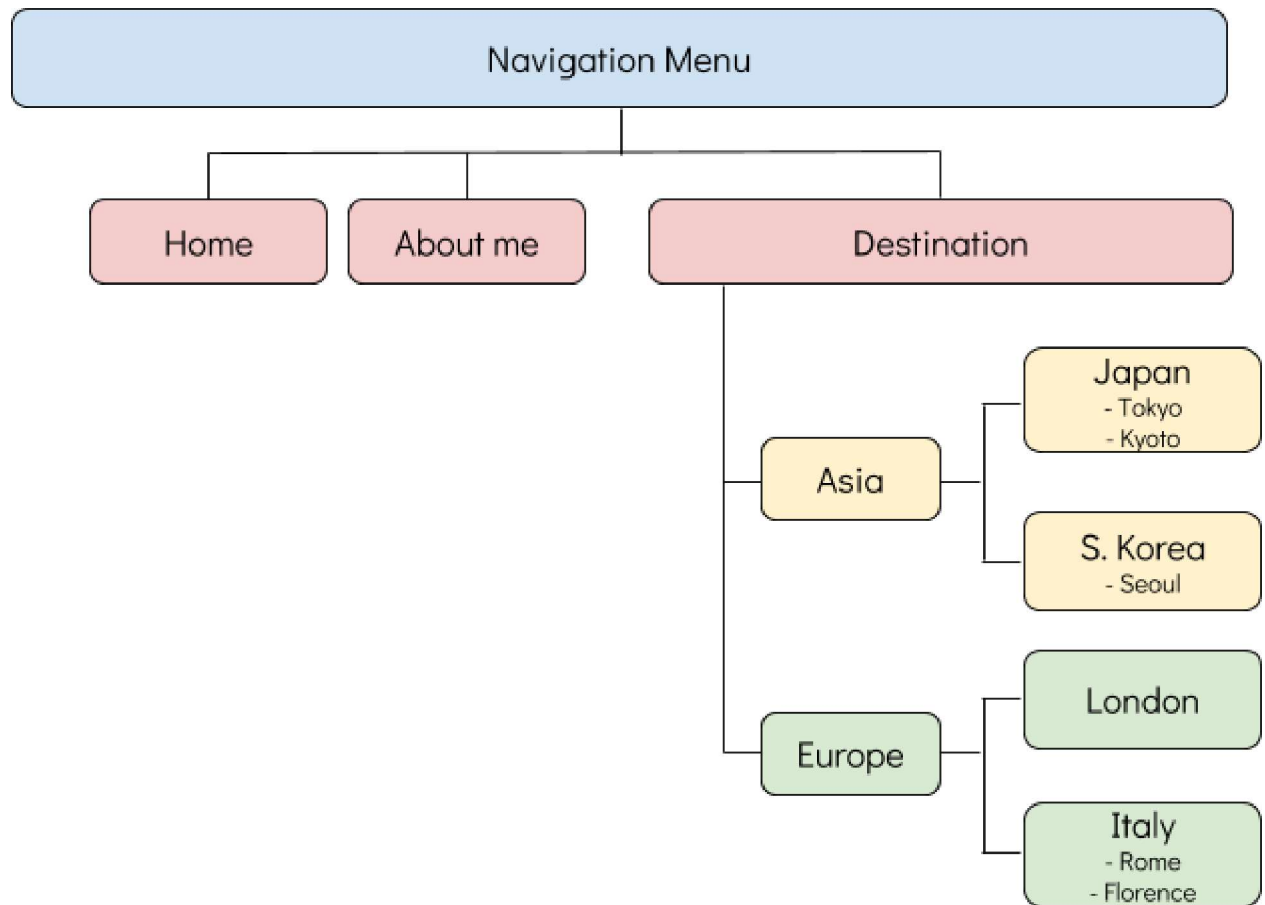 Navigation Menu
Home
About me
Destination
Japan
- Tokyo
- Kyoto
Asia
S. Korea
- Seoul
London
Europe
Italy
- Rome
- Florence